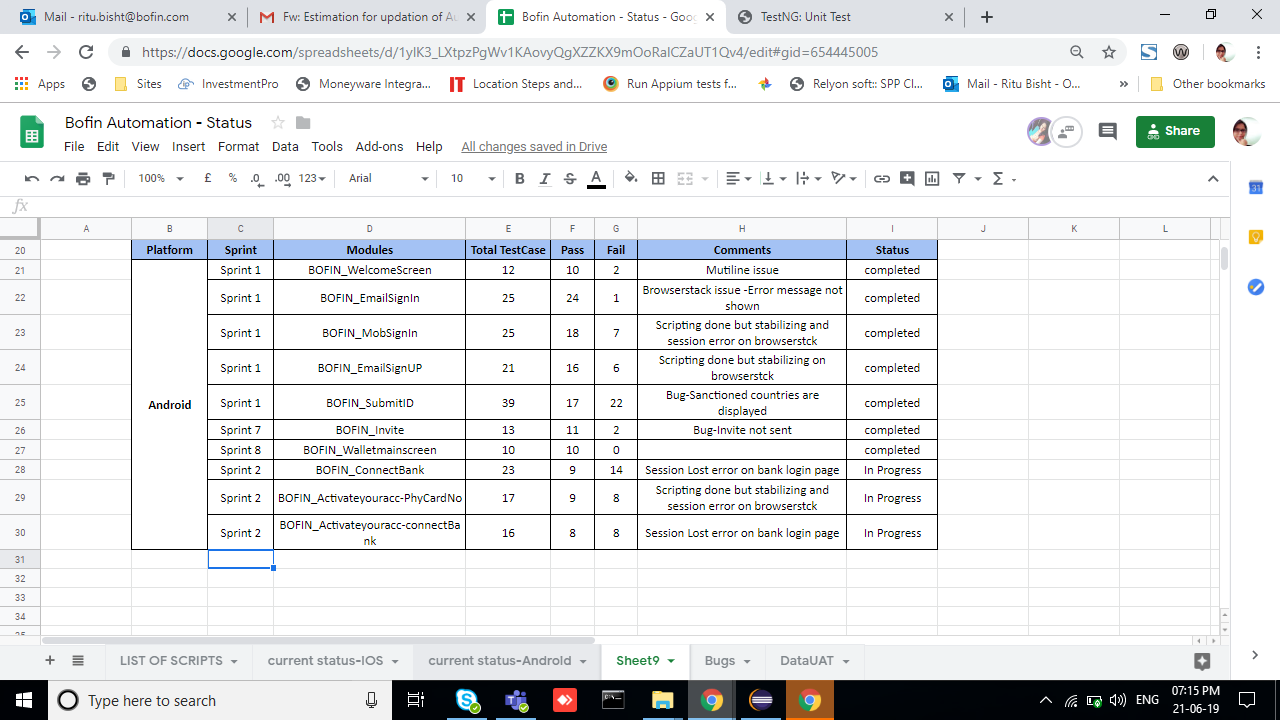 Mail - ritu.bisht@bofin.com
Fw: Estimation for updation of Au
Bofin Automation - Status - Goog
TestNG: Unit Test
https://docs.google.com/spreadsheets/d/1ylK3_LXtpzPgWv1KAovyQgXZZKX9mOoRaICZaUT1Qv4/edit#gid=654445005
Apps
Sites
InvestmentPro
Moneyware Integra...
Location Steps and...
Run Appium tests f...
Relyon soft:: SPP Cl...
Mail - Ritu Bisht - O...
»
Other bookmarks
Bofin Automation - Status
File Edit View Insert Format Data Tools Add-ons Help All changes saved in Drive
Share
100% £ % .0 .00 123 Arial 10 B I S A
fx
A B C D E F G H I J K L
20 Platform Sprint Modules Total TestCase Pass Fail Comments Status
21 Sprint 1 BOFIN_WelcomeScreen 12 10 2 Mutiline issue completed
22 Sprint 1 BOFIN_EmailSignIn 25 24 1 Browserstack issue -Error message not
shown completed
23 Sprint 1 BOFIN_MobSignIn 25 18 7 Scripting done but stabilizing and
session error on browserstck completed
24 Sprint 1 BOFIN_EmailSignUP 21 16 6 Scripting done but stabilizing on
browserstck completed
Android
25 Sprint 1 BOFIN_SubmitID 39 17 22 Bug-Sanctioned countries are
displayed completed
26 Sprint 7 BOFIN_Invite 13 11 2 Bug-Invite not sent completed
27 Sprint 8 BOFIN_Walletmainscreen 10 10 0 completed
28 Sprint 2 BOFIN_ConnectBank 23 9 14 Session Lost error on bank login page In Progress
29 Sprint 2 BOFIN_Activateyouracc-PhyCardNo 17 9 8 Scripting done but stabilizing and
session error on browserstck In Progress
30 Sprint 2 BOFIN_Activateyouracc-connectBa
nk 16 8 8 Session Lost error on bank login page In Progress
31
32
33
34
35
LIST OF SCRIPTS
current status-IOS
current status-Android
Sheet9
Bugs
DataUAT
Type here to search
ENG
07:15 PM
21-06-19